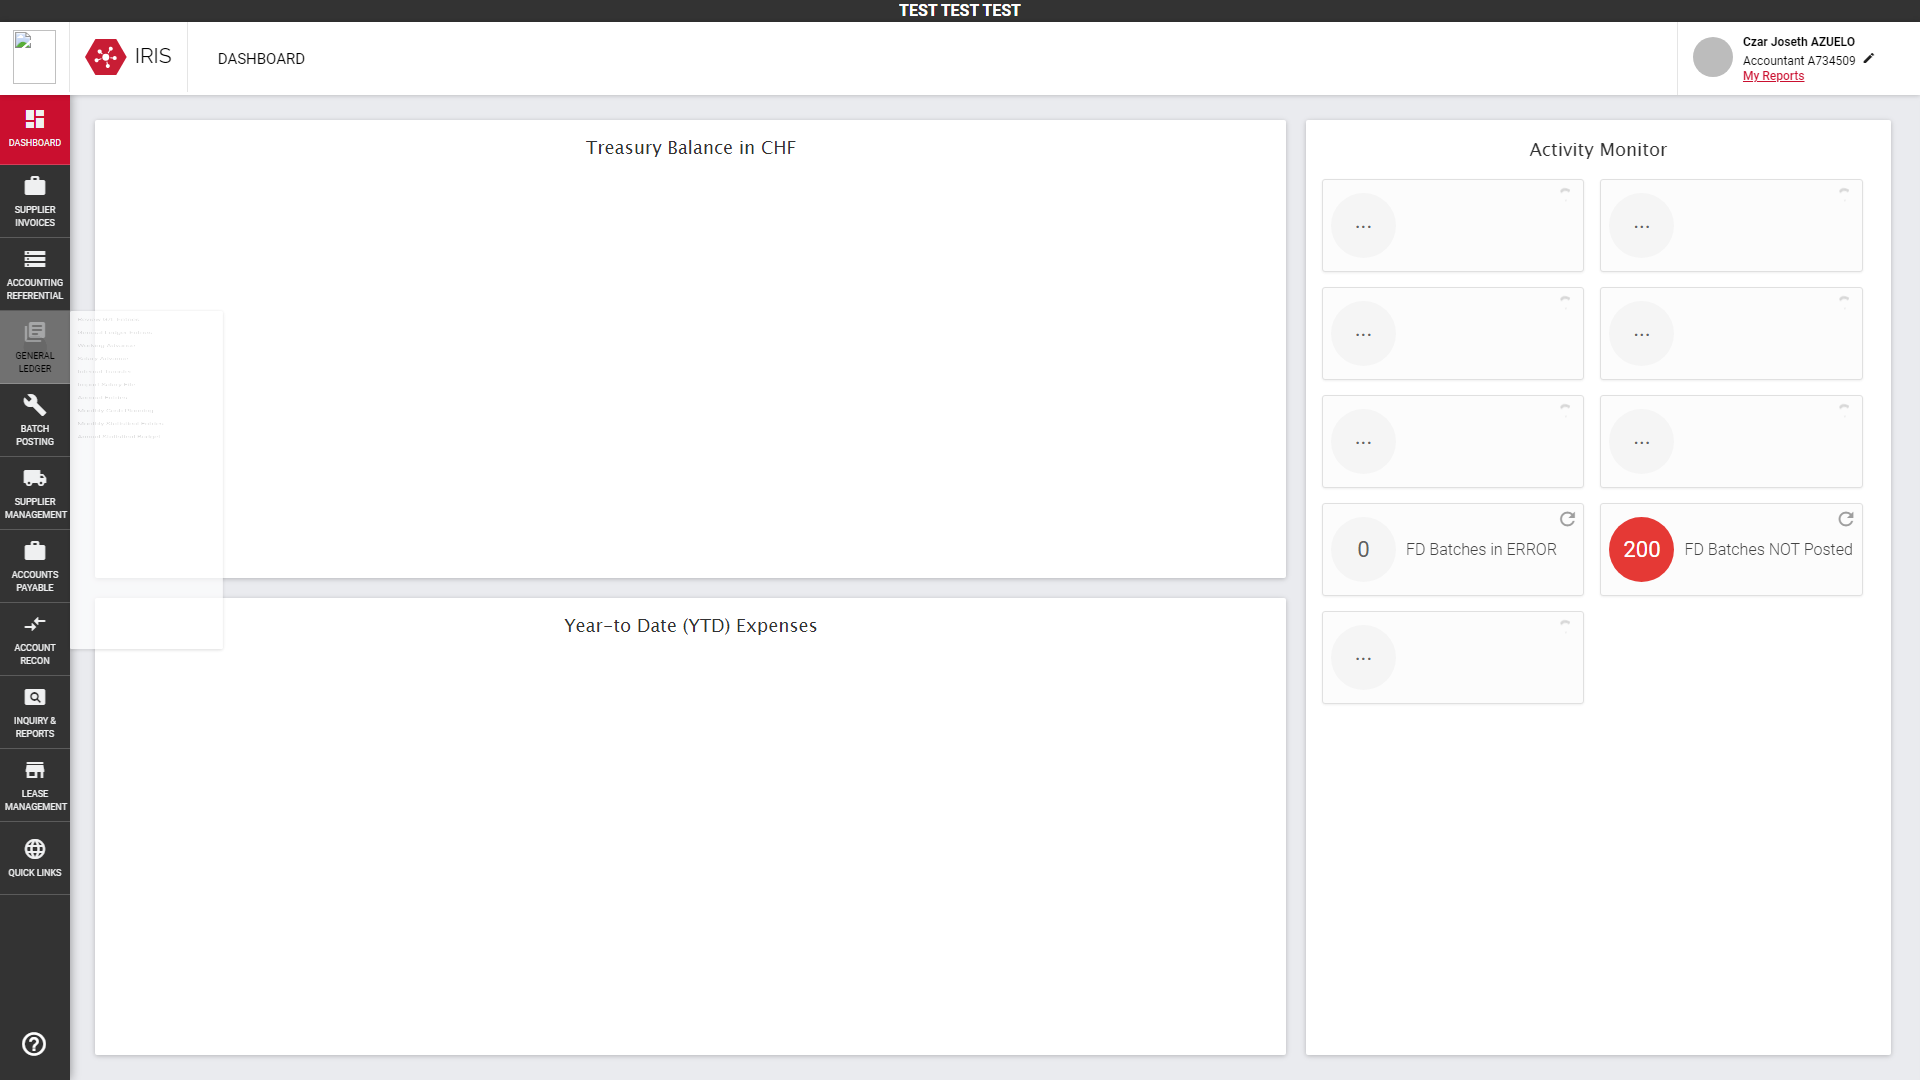 TEST TEST TEST
IRIS
DASHBOARD
Czar Joseth AZUELO
Accountant A734509
My Reports
DASHBOARD
SUPPLIER
INVOICES
ACCOUNTING
REFERENTIAL
GENERAL
LEDGER
BATCH
POSTING
SUPPLIER
MANAGEMENT
ACCOUNTS
PAYABLE
ACCOUNT
RECON
INQUIRY &
REPORTS
LEASE
MANAGEMENT
QUICK LINKS
Treasury Balance in CHF
Year-to Date (YTD) Expenses
Activity Monitor
... ...
... ...
... ...
0 FD Batches in ERROR
200 FD Batches NOT Posted
...